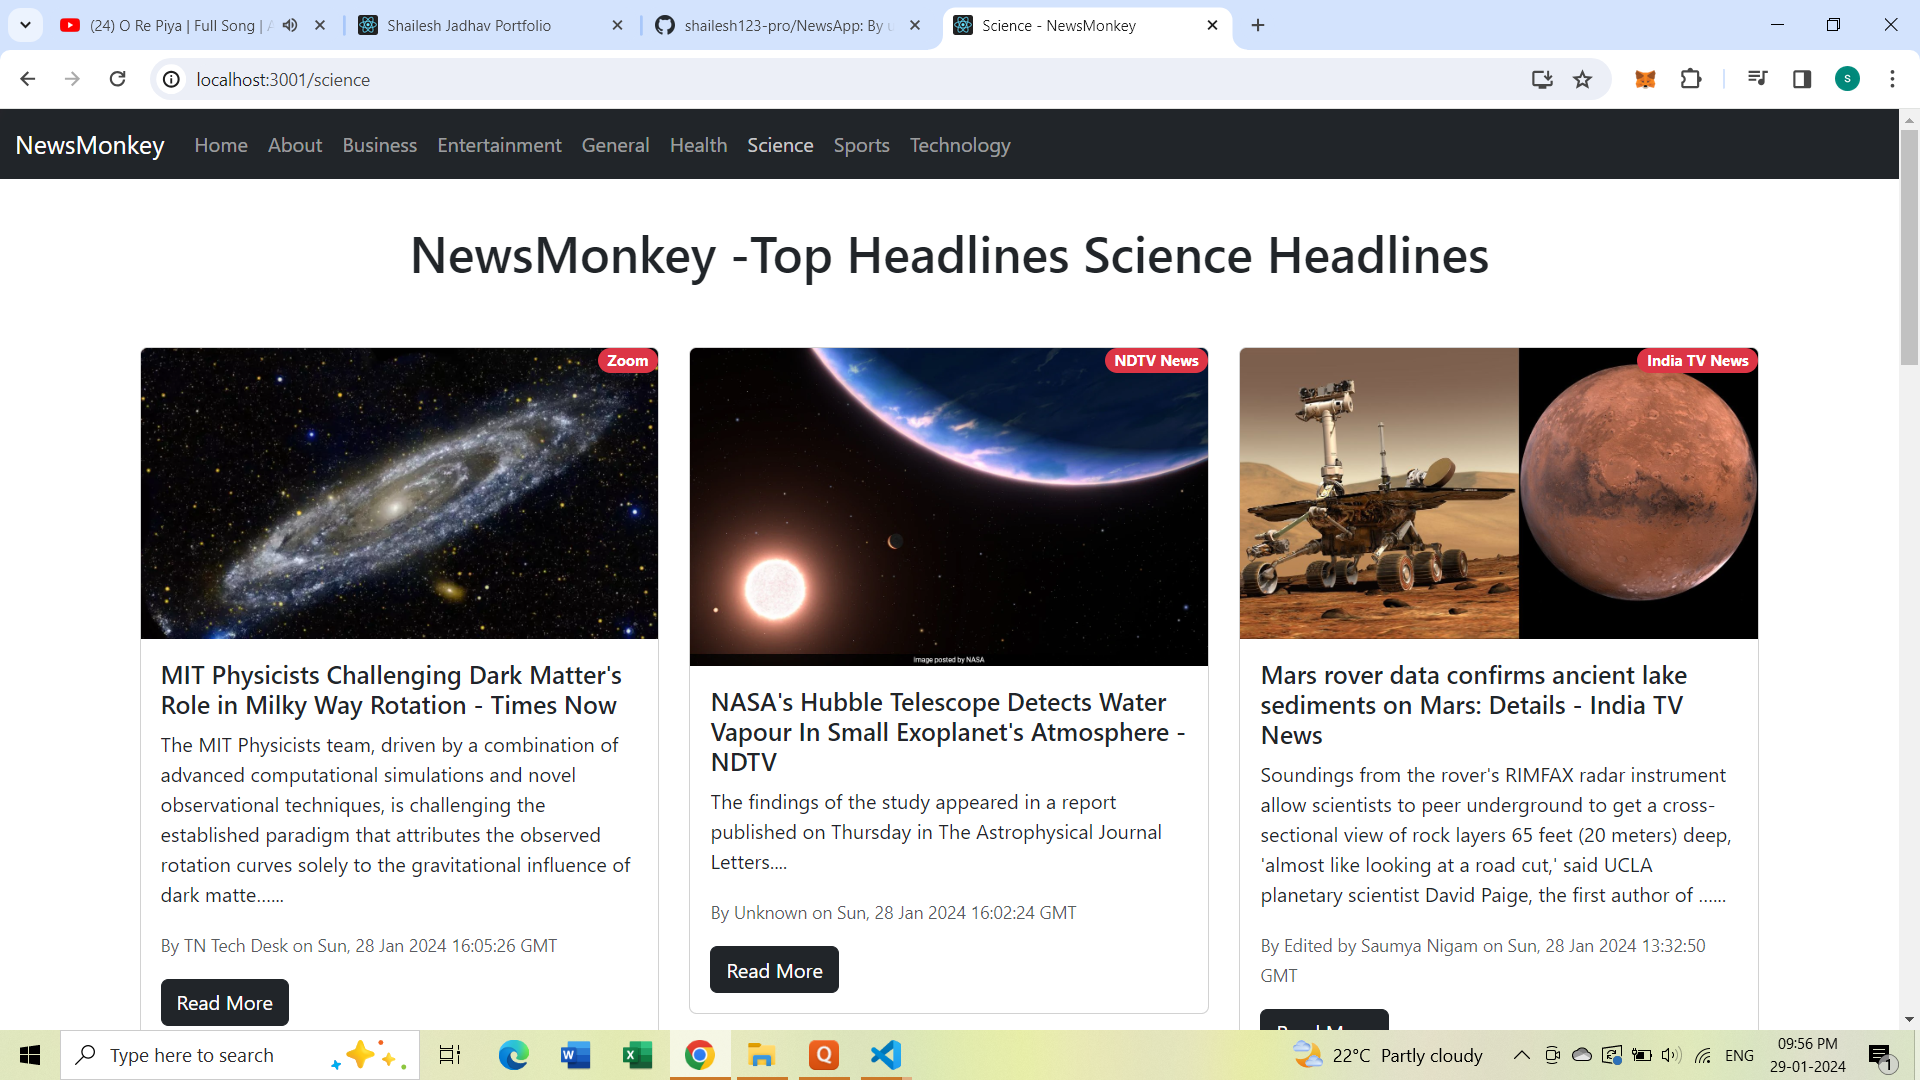 (24) O Re Piya | Full Song |
Shailesh Jadhav Portfolio
shailesh123-pro/NewsApp: By u
Science - NewsMonkey
localhost:3001/science
S
NewsMonkey Home About Business Entertainment General Health Science Sports Technology
NewsMonkey -Top Headlines Science Headlines
Zoom
MIT Physicists Challenging Dark Matter's
Role in Milky Way Rotation - Times Now
The MIT Physicists team, driven by a combination of
advanced computational simulations and novel
observational techniques, is challenging the
established paradigm that attributes the observed
rotation curves solely to the gravitational influence of
dark matte......
By TN Tech Desk on Sun, 28 Jan 2024 16:05:26 GMT
Read More
NDTV News
Image posted by NASA
NASA's Hubble Telescope Detects Water
Vapour In Small Exoplanet's Atmosphere -
NDTV
The findings of the study appeared in a report
published on Thursday in The Astrophysical Journal
Letters....
By Unknown on Sun, 28 Jan 2024 16:02:24 GMT
Read More
India TV News
Mars rover data confirms ancient lake
sediments on Mars: Details - India TV
News
Soundings from the rover's RIMFAX radar instrument
allow scientists to peer underground to get a cross-
sectional view of rock layers 65 feet (20 meters) deep,
'almost like looking at a road cut,' said UCLA
planetary scientist David Paige, the first author of ......
By Edited by Saumya Nigam on Sun, 28 Jan 2024 13:32:50
GMT
Type here to search
22°C Partly cloudy
ENG
09:56 PM
29-01-2024
1